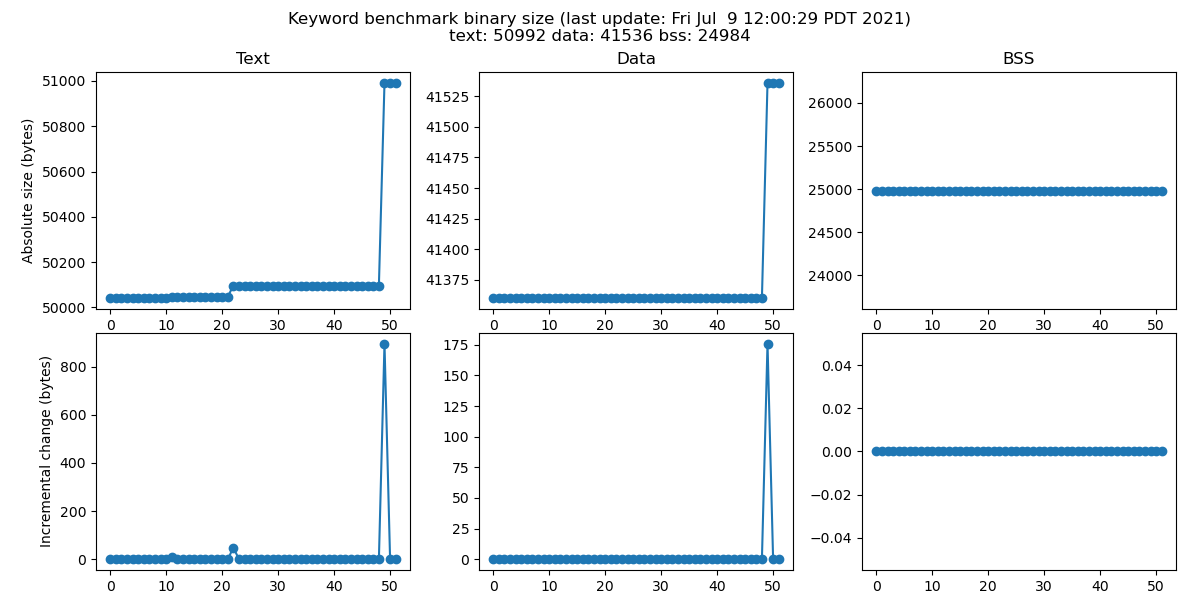 Keyword benchmark binary size (last update: Fri Jul  9 12:00:29 PDT 2021)
text: 50992 data: 41536 bss: 24984
Text
Absolute size (bytes)
51000
50800
50600
50400
50200
50000
0 10 20 30 40 50
Data
41525
41500
41475
41450
41425
41400
41375
0 10 20 30 40 50
BSS
26000
25500
25000
24500
24000
0 10 20 30 40 50
Incremental change (bytes)
800
600
400
200
0
0 10 20 30 40 50
175
150
125
100
75
50
25
0
0 10 20 30 40 50
0.04
0.02
0.00
−0.02
−0.04
0 10 20 30 40 50